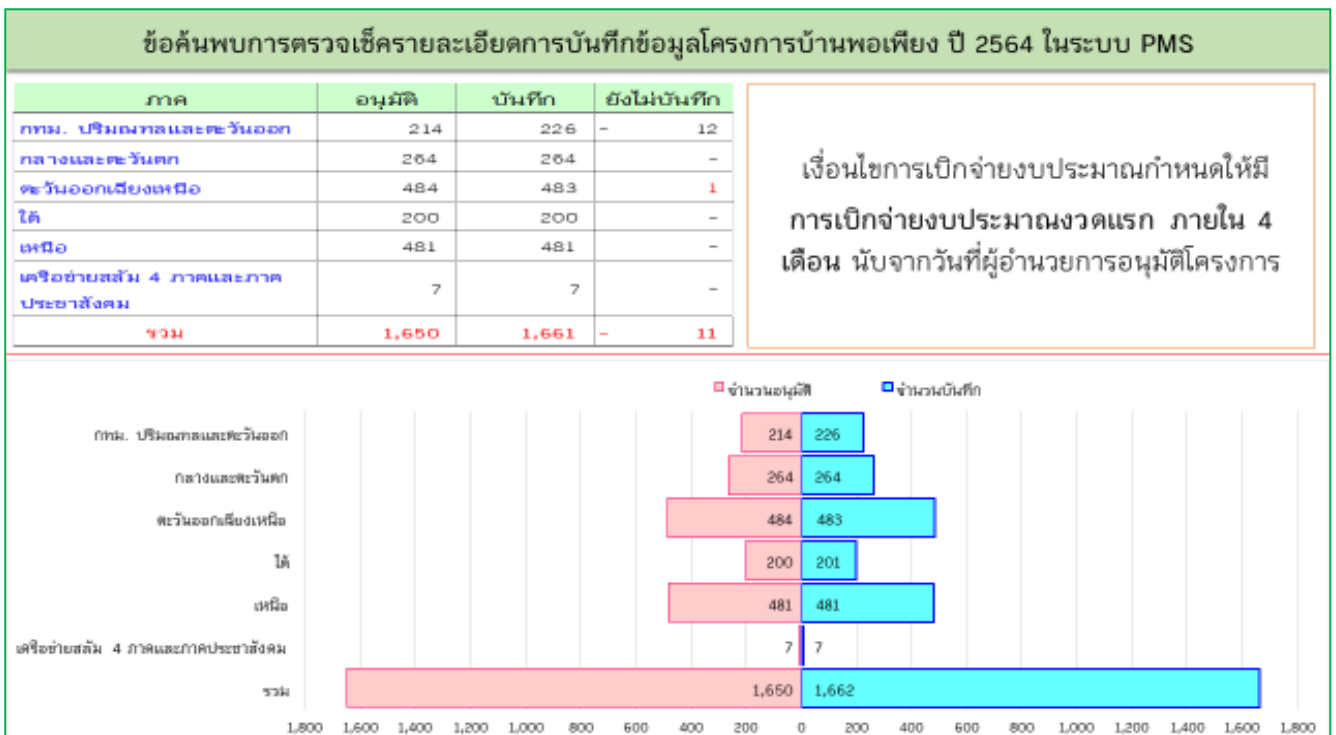 ข้อค้นพบการตรวจเช็ครายละเอียดการบันทึกข้อมูลโครงการบ้านพอเพียง ปี 2564 ในระบบ PMS
ภาค อนุมัติ บันทึก ยังไม่บันทึก
กทม. ปริมณฑลและตะวันออก 214 226 - 12
กลางและตะวันตก 264 264 -
ตะวันออกเฉียงเหนือ 484 483 1
ใต้ 200 200 -
เหนือ 481 481 -
เครือข่ายสลัม 4 ภาคและภาค
ประชาสังคม 7 7 -
รวม 1,650 1,661 - 11
เงื่อนไขการเบิกจ่ายงบประมาณกำหนดให้มี
การเบิกจ่ายงบประมาณงวดแรก ภายใน 4
เดือน นับจากวันที่ผู้อำนวยการอนุมัติโครงการ
จำนวนอนุมัติ จำนวนบันทึก
กทม. ปริมณฑลและตะวันออก 214 226
กลางและตะวันตก 264 264
ตะวันออกเฉียงเหนือ 484 483
ใต้ 200 201
เหนือ 481 481
เครือข่ายสลัม 4 ภาคและภาคประชาสังคม 7 7
รวม 1,650 1,662
1,800 1,600 1,400 1,200 1,000 800 600 400 200 0 200 400 600 800 1,000 1,200 1,400 1,600 1,800